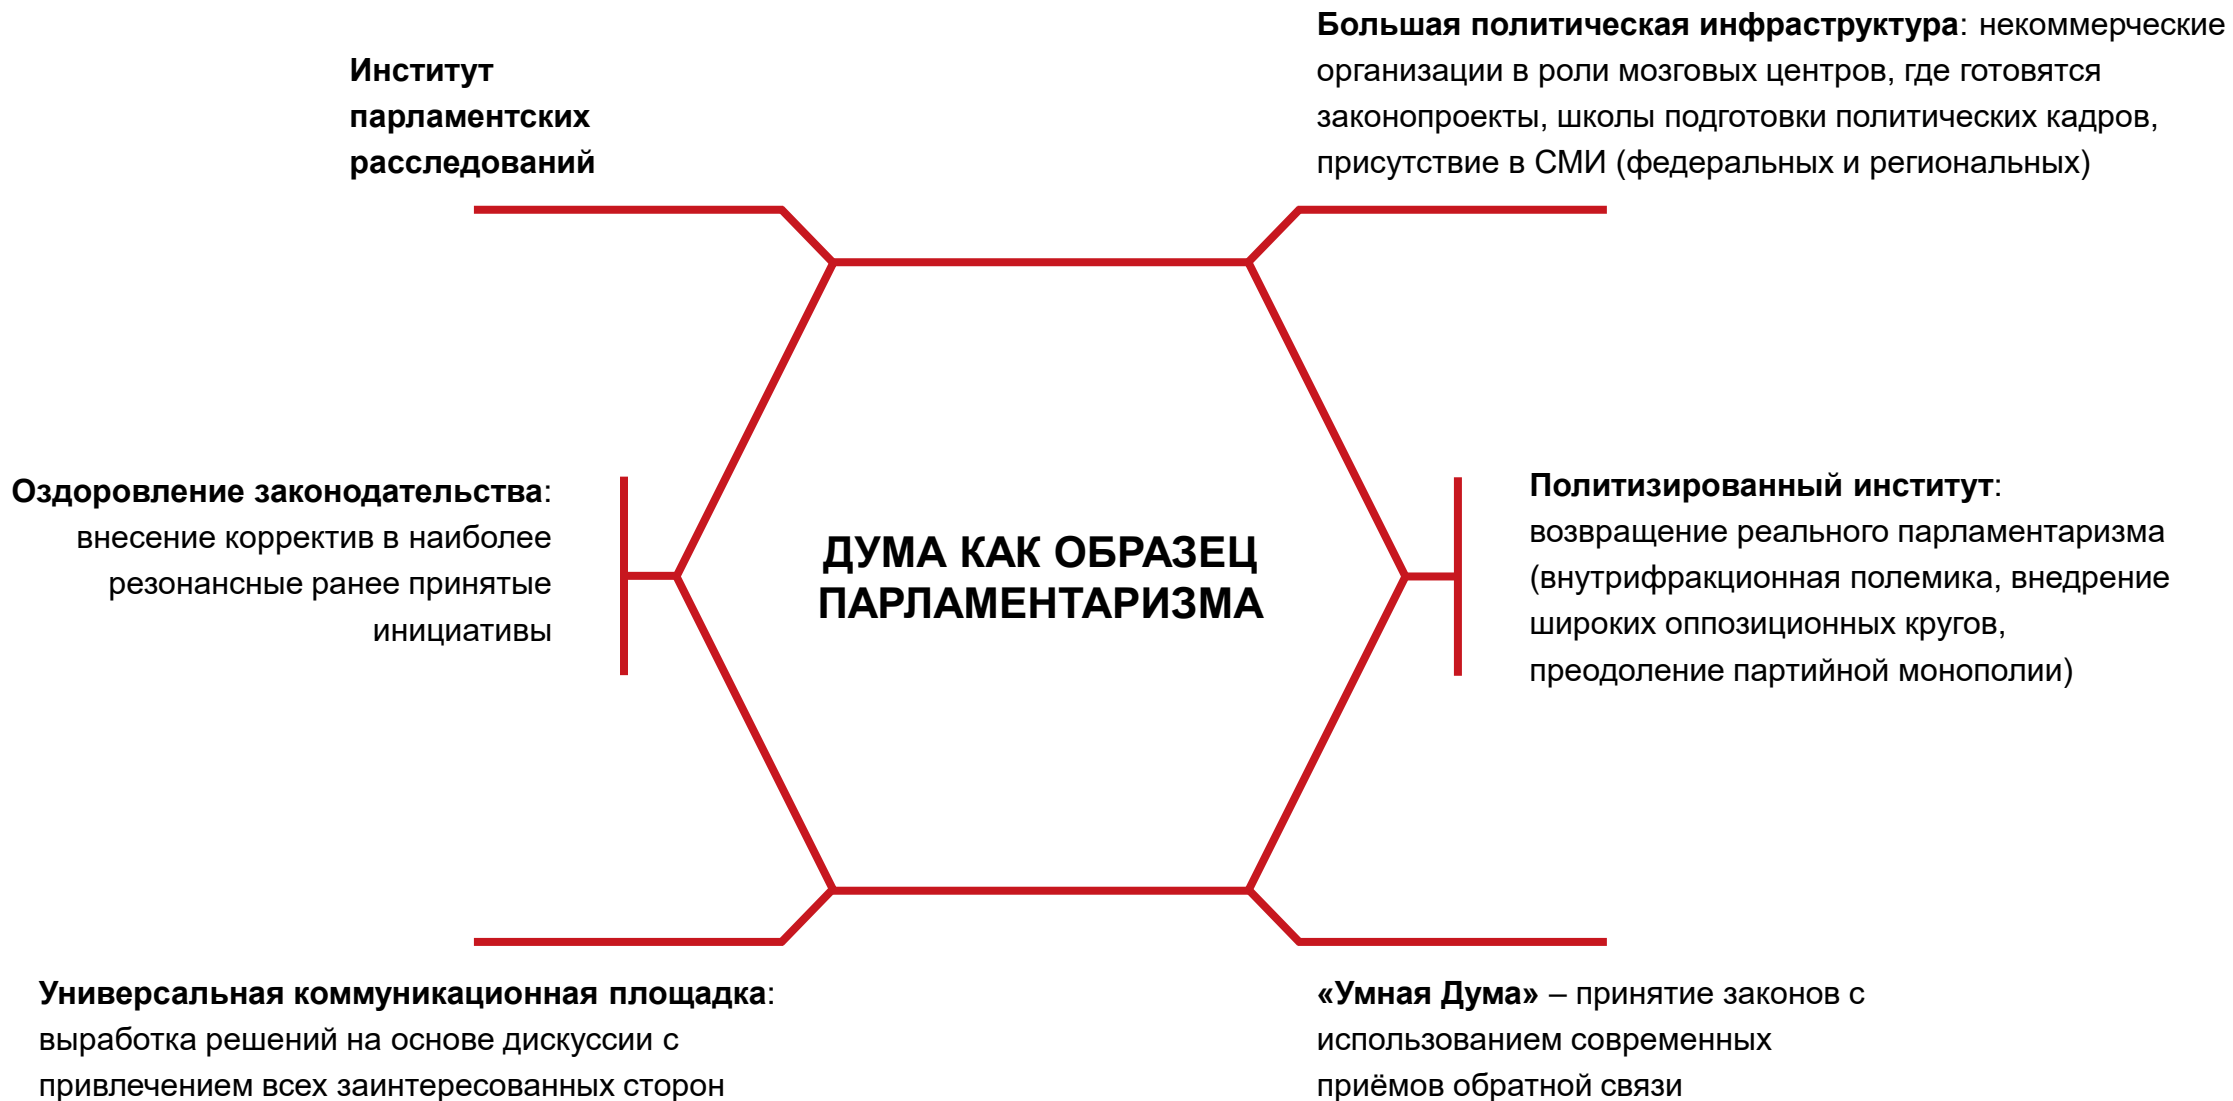 Институт
парламентских
расследований
Большая политическая инфраструктура: некоммерческие
организации в роли мозговых центров, где готовятся
законопроекты, школы подготовки политических кадров,
присутствие в СМИ (федеральных и региональных)
Оздоровление законодательства:
внесение корректив в наиболее
резонансные ранее принятые
инициативы
ДУМА КАК ОБРАЗЕЦ
ПАРЛАМЕНТАРИЗМА
Политизированный институт:
возвращение реального парламентаризма
(внутрифракционная полемика, внедрение
широких оппозиционных кругов,
преодоление партийной монополии)
Универсальная коммуникационная площадка:
выработка решений на основе дискуссии с
привлечением всех заинтересованных сторон
«Умная Дума» – принятие законов с
использованием современных
приёмов обратной связи